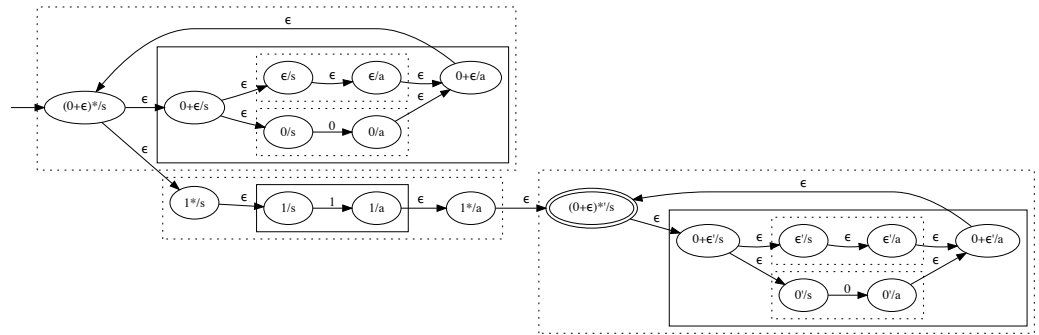 ϵ
ϵ/s ϵ ϵ/a ϵ 0+ϵ/a
ϵ
(0+ϵ)*/s ϵ 0+ϵ/s
ϵ ϵ
0/s 0 0/a
ϵ
1*/s ϵ 1/s 1 1/a ϵ 1*/a ϵ (0+ϵ)*'/s
ϵ
ϵ
0+ϵ'/s ϵ ϵ'/s ϵ ϵ'/a ϵ 0+ϵ'/a
ϵ ϵ
0'/s 0 0'/a